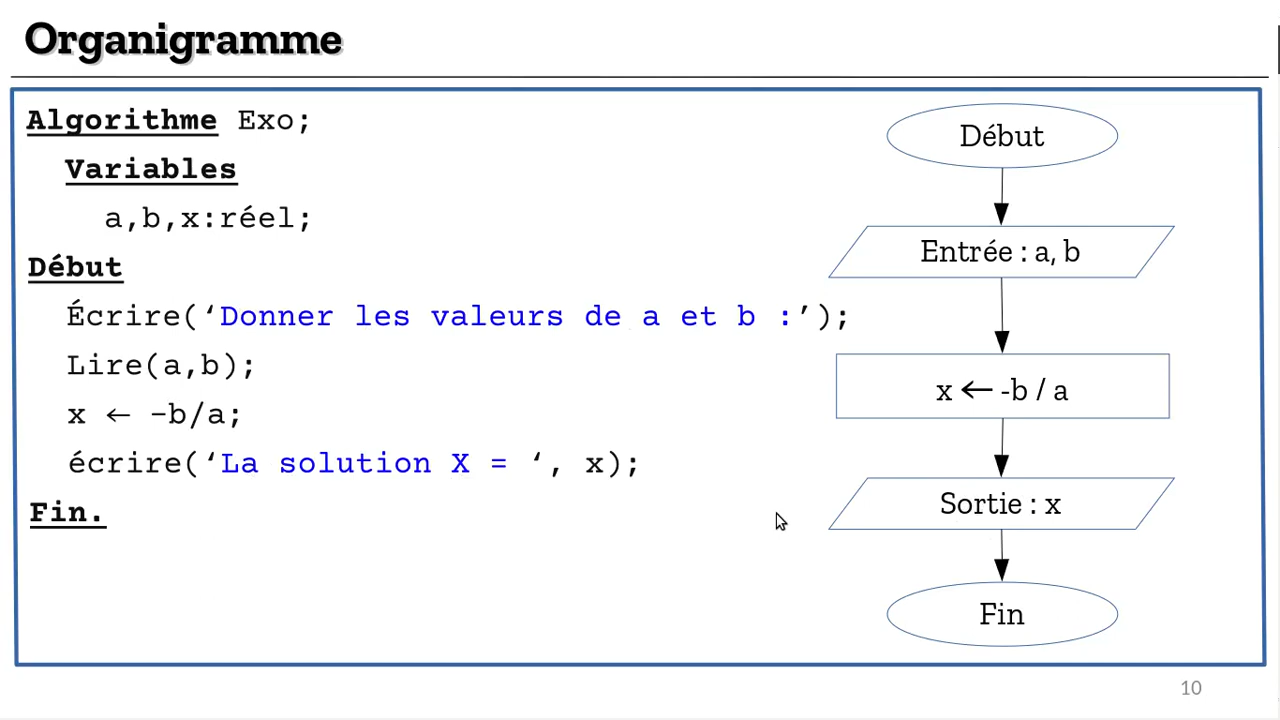 Organigramme
Algorithme Exo;
Variables
a,b,x:réel;
Début
Écrire(‘Donner les valeurs de a et b :’);
Lire(a,b);
x ← -b/a;
écrire(‘La solution X = ‘, x);
Fin.
Début
Entrée : a, b
x ← -b / a
Sortie : x
Fin
10